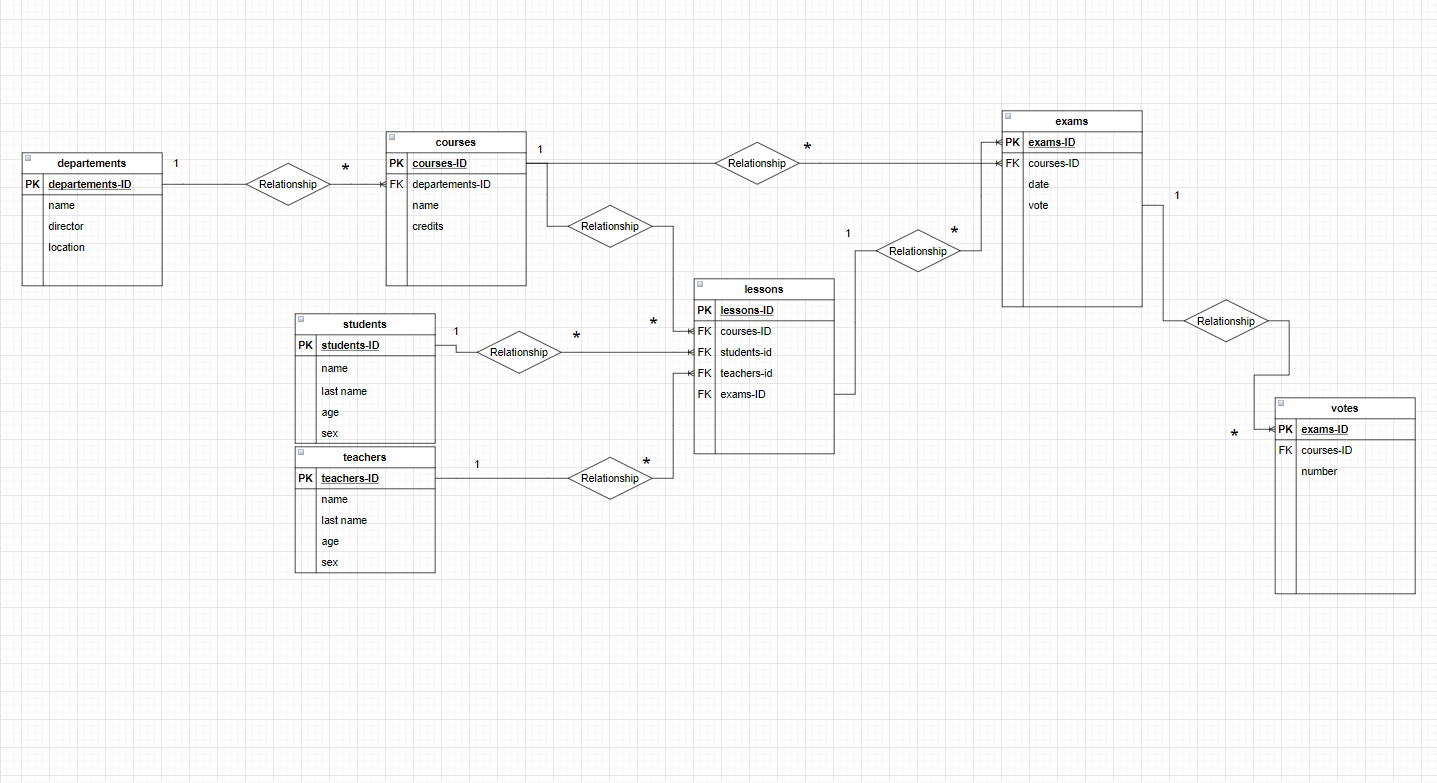 departements
PK departements-ID
name
director
location
1
Relationship
*
courses
PK courses-ID
FK departements-ID
name
credits
1
Relationship
*
Relationship
*
exams
PK exams-ID
FK courses-ID
date
vote
1
Relationship
*
students
PK students-ID
name
last name
age
sex
1
Relationship
*
teachers
PK teachers-ID
name
last name
age
sex
1
Relationship
*
lessons
PK lessons-ID
FK courses-ID
FK students-id
FK teachers-id
FK exams-ID
1
Relationship
*
votes
PK exams-ID
FK courses-ID
number